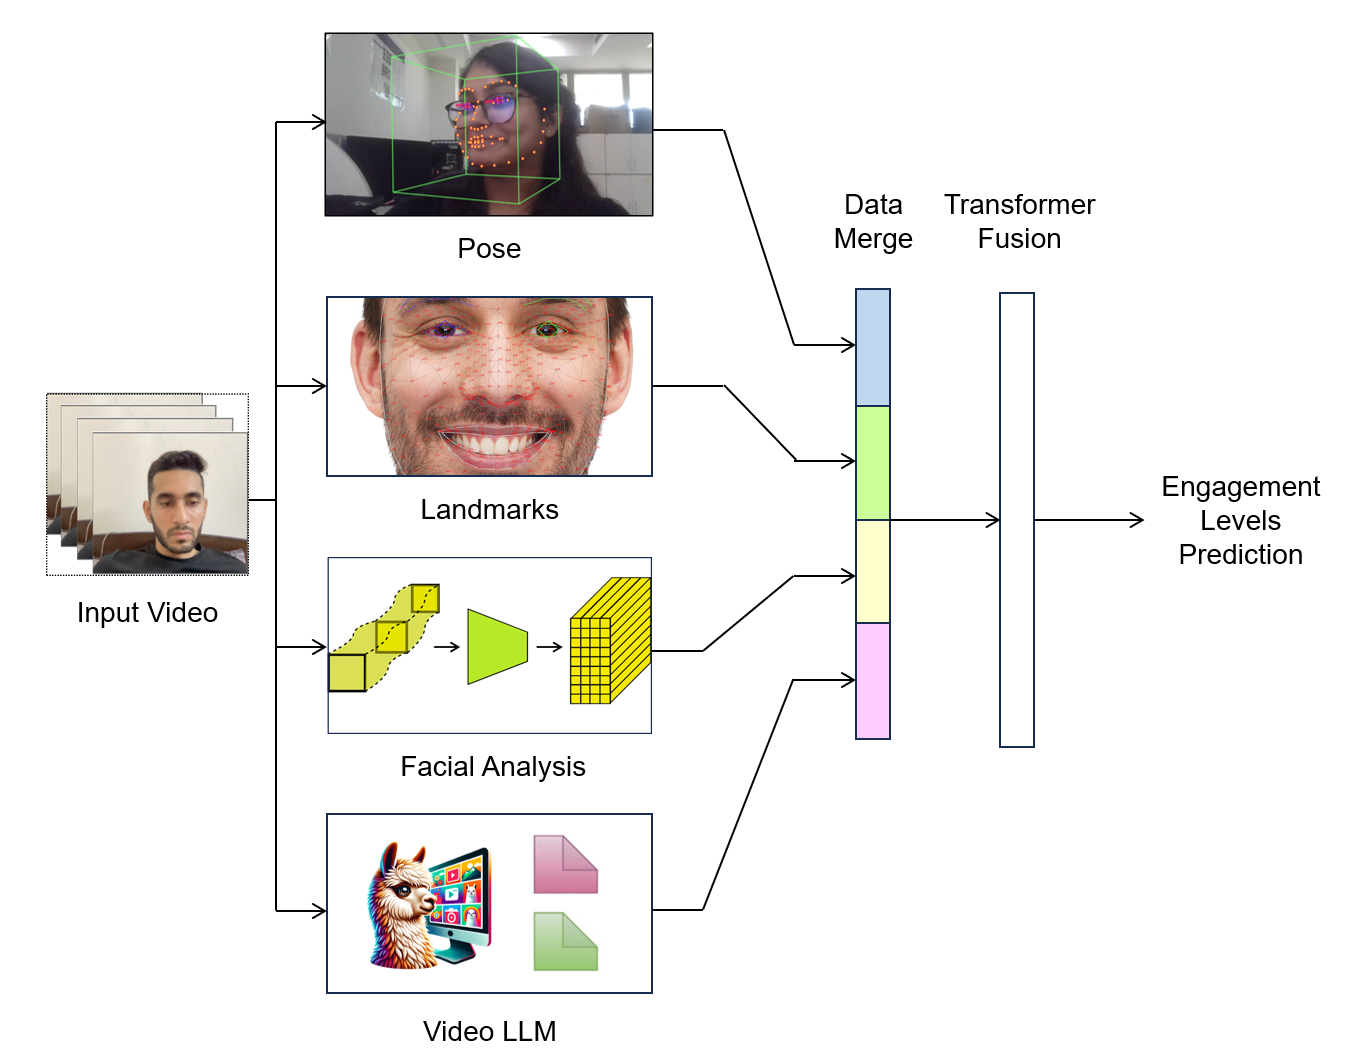 Pose
Data
Merge
Transformer
Fusion
Landmarks
Input Video
Engagement
Levels
Prediction
Facial Analysis
Video LLM